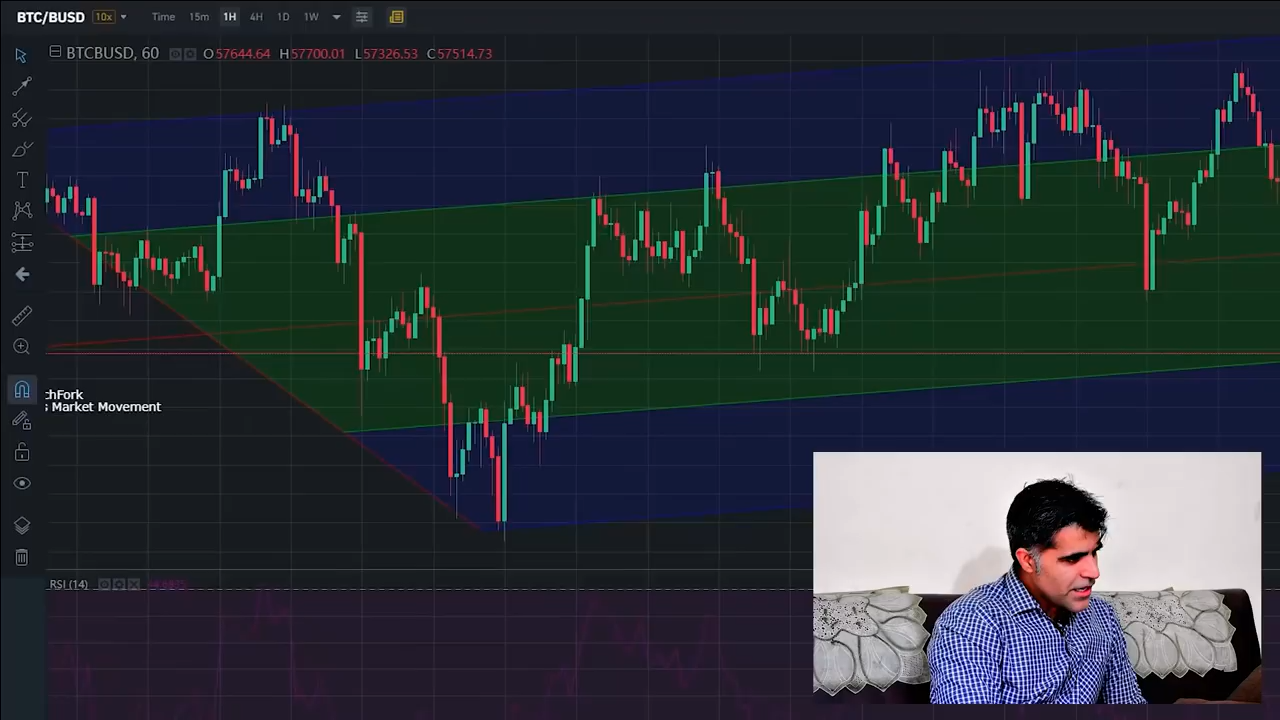 BTC/BUSD 10x Time 15m 1H 4H 1D 1W
BTCBUSD, 60 O57644.64 H57700.01 L57326.53 C57514.73
chFork
s Market Movement
RSI (14)